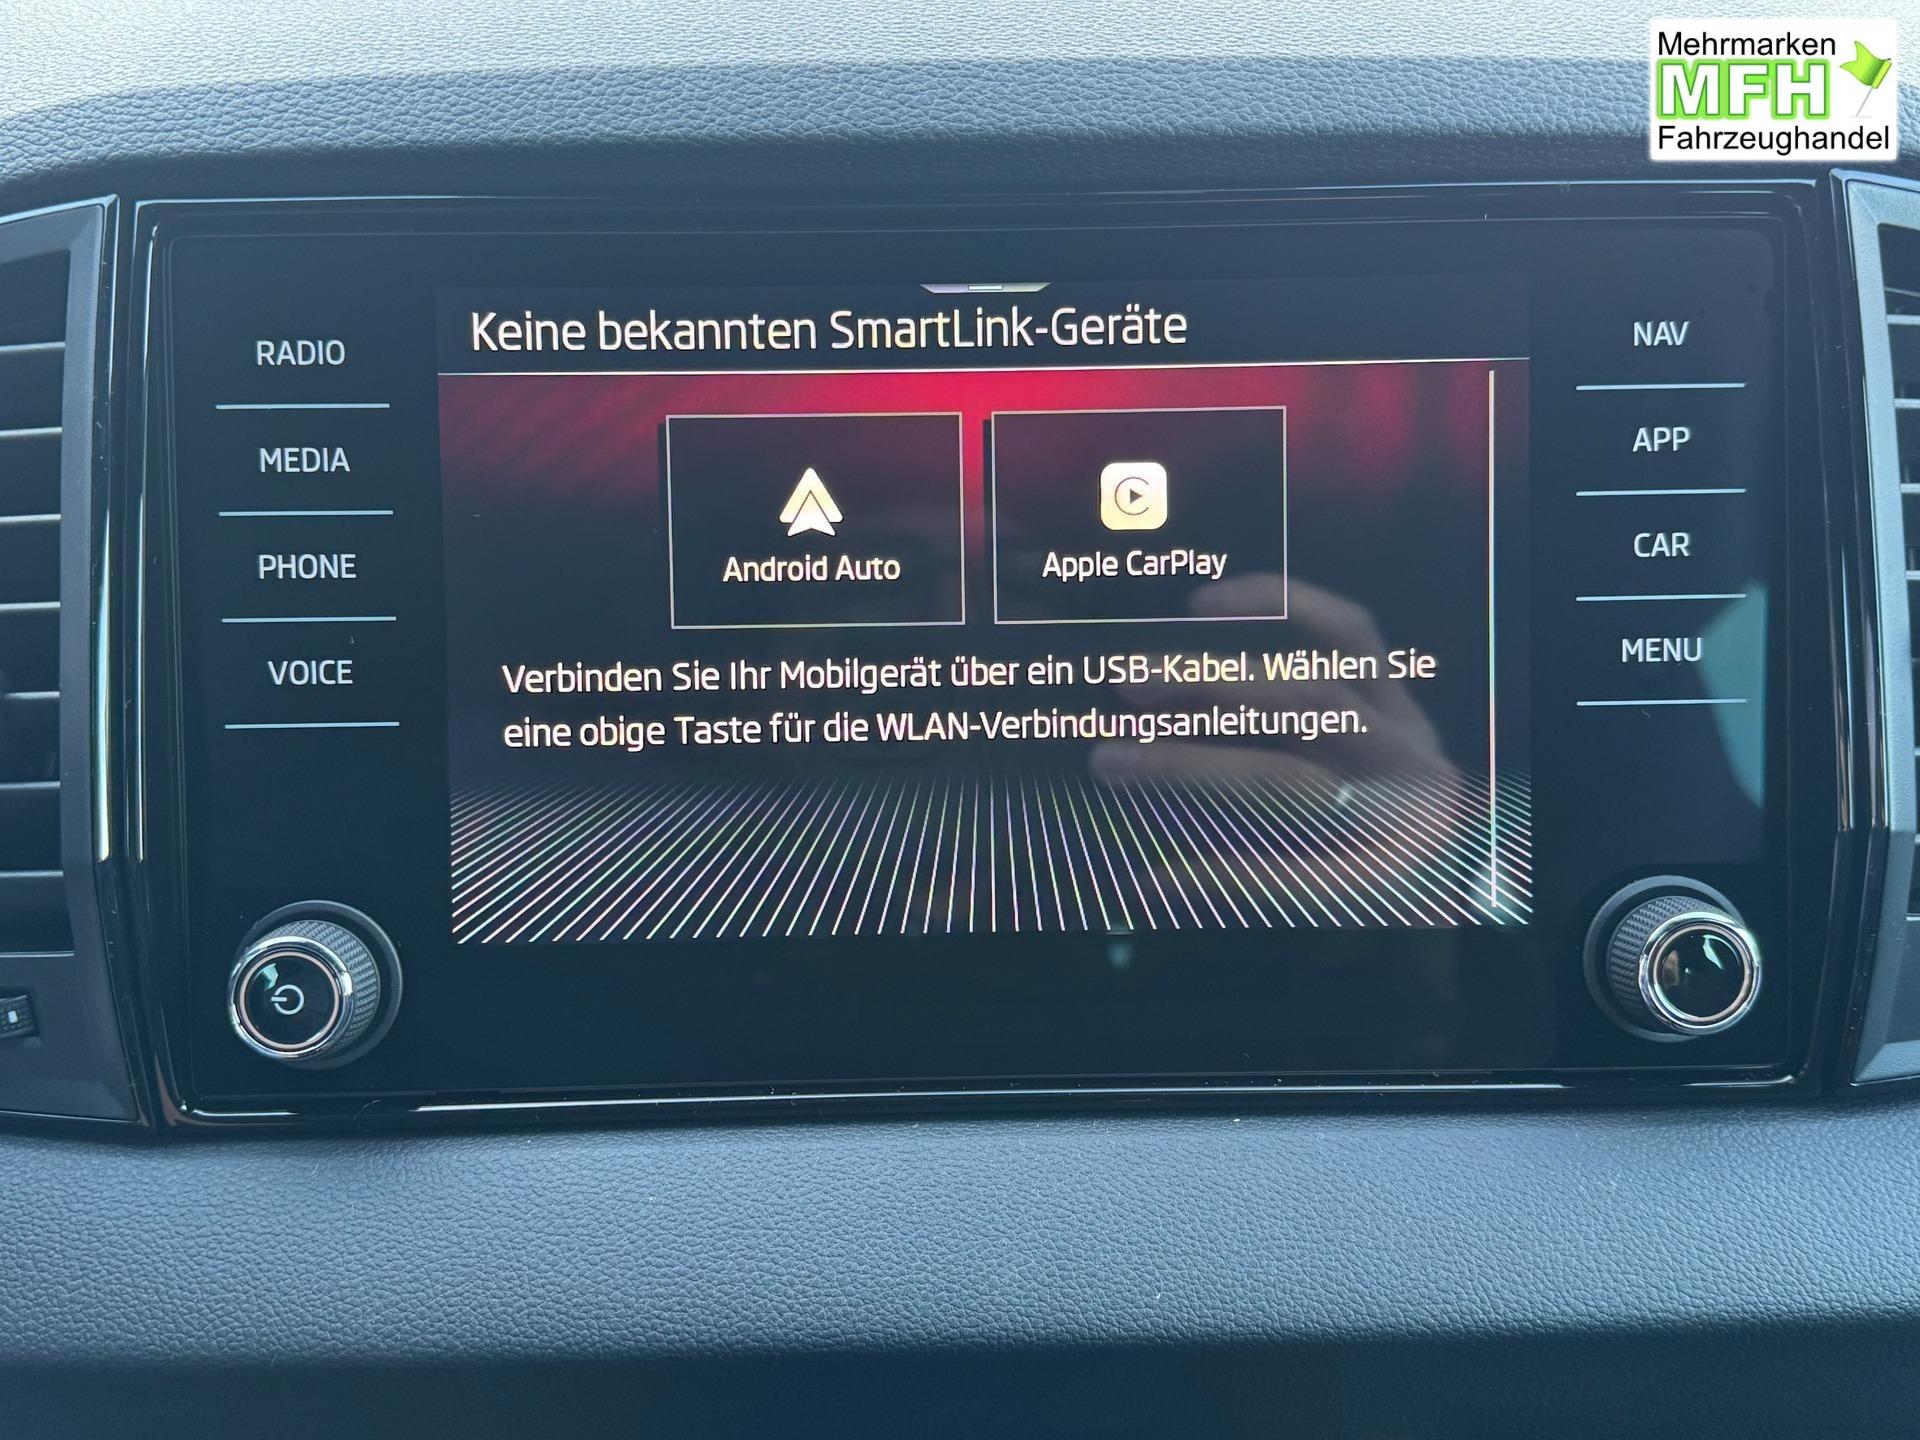 Mehrmarken
MFH
Fahrzeughandel
Keine bekannten SmartLink-Geräte
RADIO
MEDIA
PHONE
VOICE
Android Auto
Apple CarPlay
Verbinden Sie Ihr Mobilgerät über ein USB-Kabel. Wählen Sie
eine obige Taste für die WLAN-Verbindungsanleitungen.
NAV
APP
CAR
MENU